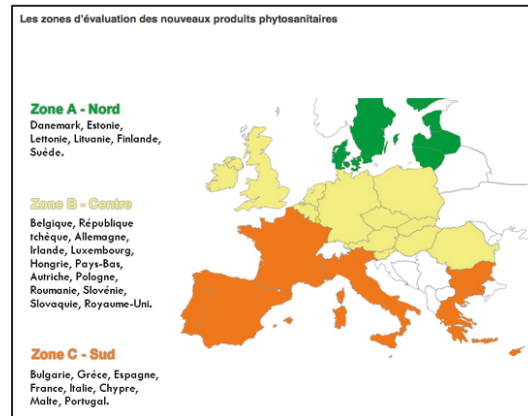 Les zones d'évaluation des nouveaux produits phytosanitaires
Zone A - Nord
Danemark, Estonie,
Lettonie, Lituanie, Finlande,
Suède.
Zone B - Centre
Belgique, République
tchèque, Allemagne,
Irlande, Luxembourg,
Hongrie, Pays-Bas,
Autriche, Pologne,
Roumanie, Slovénie,
Slovaquie, Royaume-Uni.
Zone C - Sud
Bulgarie, Grèce, Espagne,
France, Italie, Chypre,
Malte, Portugal.